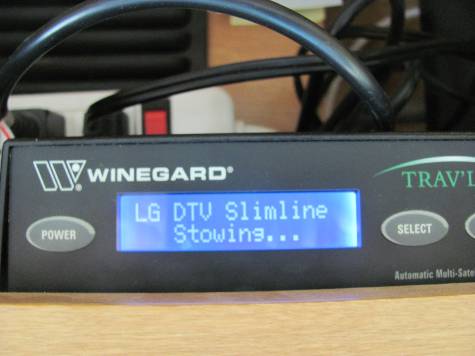 WINEGARD®
TRAV'L
LG DTV Slimline
Stowing...
POWER
SELECT
Automatic Multi-Sate